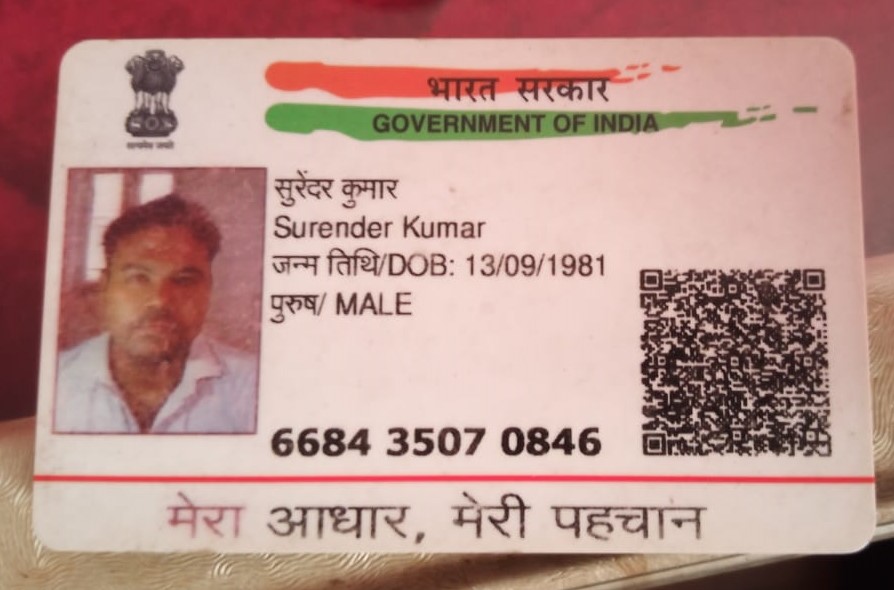 सत्यमेव जयते
भारत सरकार
GOVERNMENT OF INDIA
सुरेंदर कुमार
Surender Kumar
जन्म तिथि/DOB: 13/09/1981
पुरुष/ MALE
6684 3507 0846
मेरा आधार, मेरी पहचान